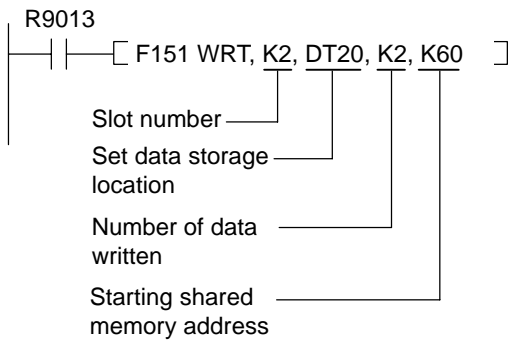 R9013
F151 WRT, K2, DT20, K2, K60
Slot number
Set data storage
location
Number of data
written
Starting shared
memory address